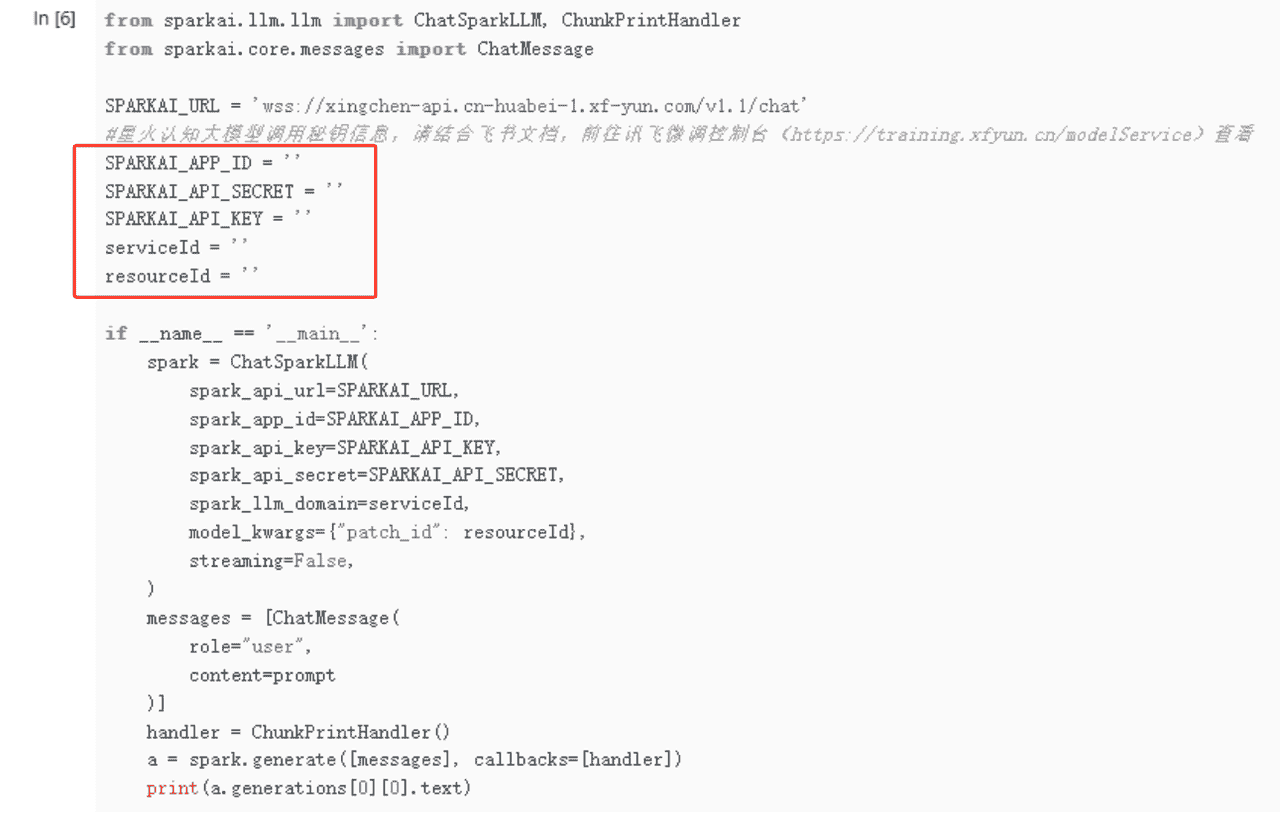 In [6]
from sparkai.llm.llm import ChatSparkLLM, ChunkPrintHandler
from sparkai.core.messages import ChatMessage
SPARKAI_URL = 'wss://xingchen-api.cn-huabei-1.xf-yun.com/v1.1/chat'
#星火认知大模型调用秘钥信息，请结合飞书文档，前往讯飞微调控制台（https://training.xfyun.cn/modelService）查看
SPARKAI_APP_ID = ''
SPARKAI_API_SECRET = ''
SPARKAI_API_KEY = ''
serviceId = ''
resourceId = ''
if __name__ == '__main__':
    spark = ChatSparkLLM(
        spark_api_url=SPARKAI_URL,
        spark_app_id=SPARKAI_APP_ID,
        spark_api_key=SPARKAI_API_KEY,
        spark_api_secret=SPARKAI_API_SECRET,
        spark_llm_domain=serviceId,
        model_kwargs={"patch_id": resourceId},
        streaming=False,
    )
    messages = [ChatMessage(
        role="user",
        content=prompt
    )]
    handler = ChunkPrintHandler()
    a = spark.generate([messages], callbacks=[handler])
    print(a.generations[0][0].text)